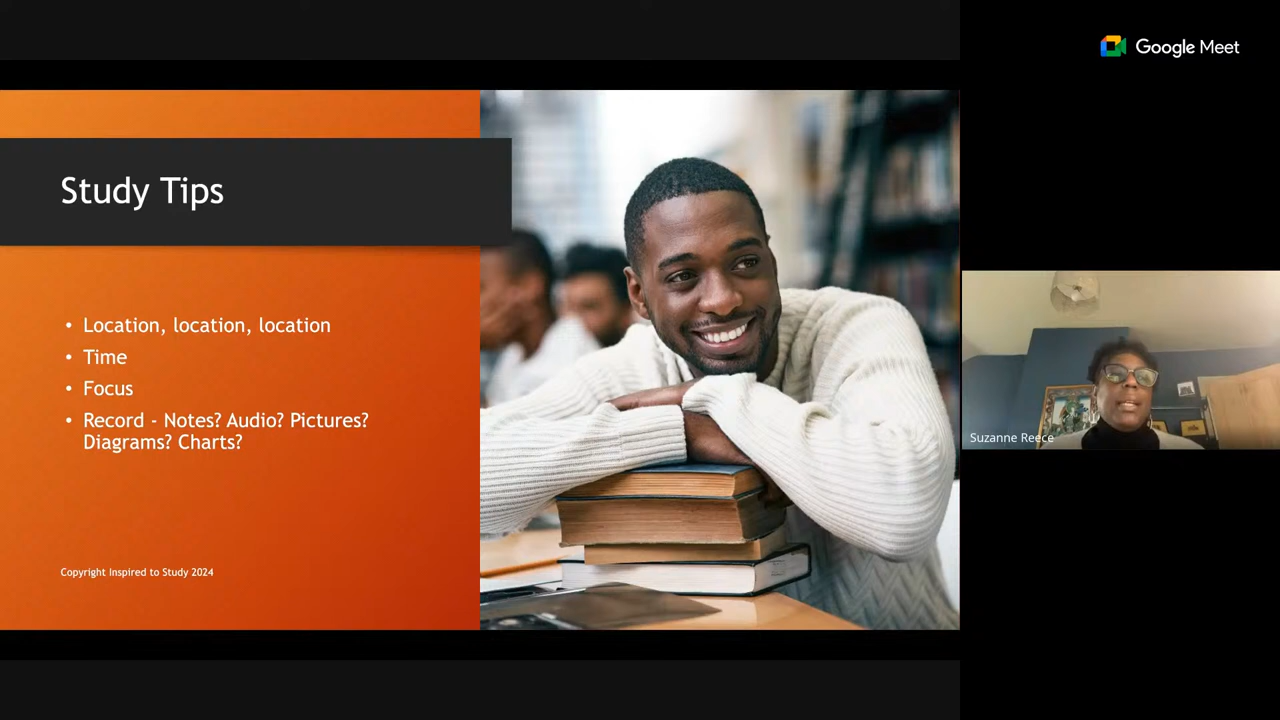 Google Meet
Study Tips
• Location, location, location
• Time
• Focus
• Record - Notes? Audio? Pictures?
Diagrams? Charts?
Copyright Inspired to Study 2024
Suzanne Reece